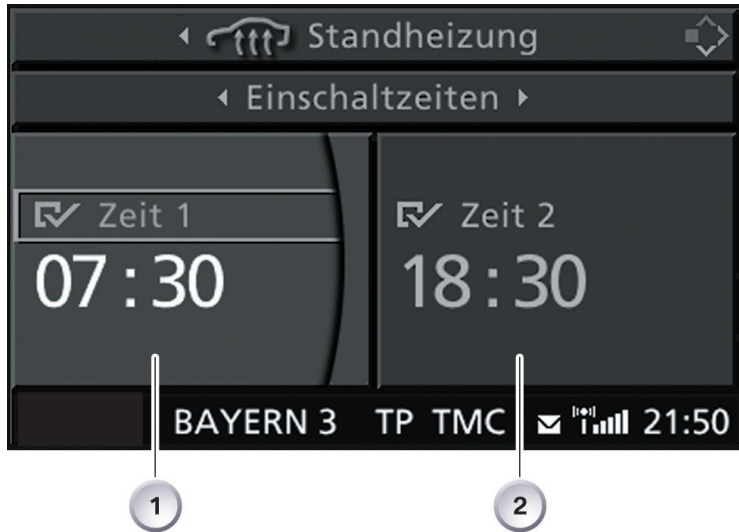 Standheizung
Einschaltzeiten
Zeit 1
07:30
Zeit 2
18:30
BAYERN 3 TP TMC 21:50
1
2